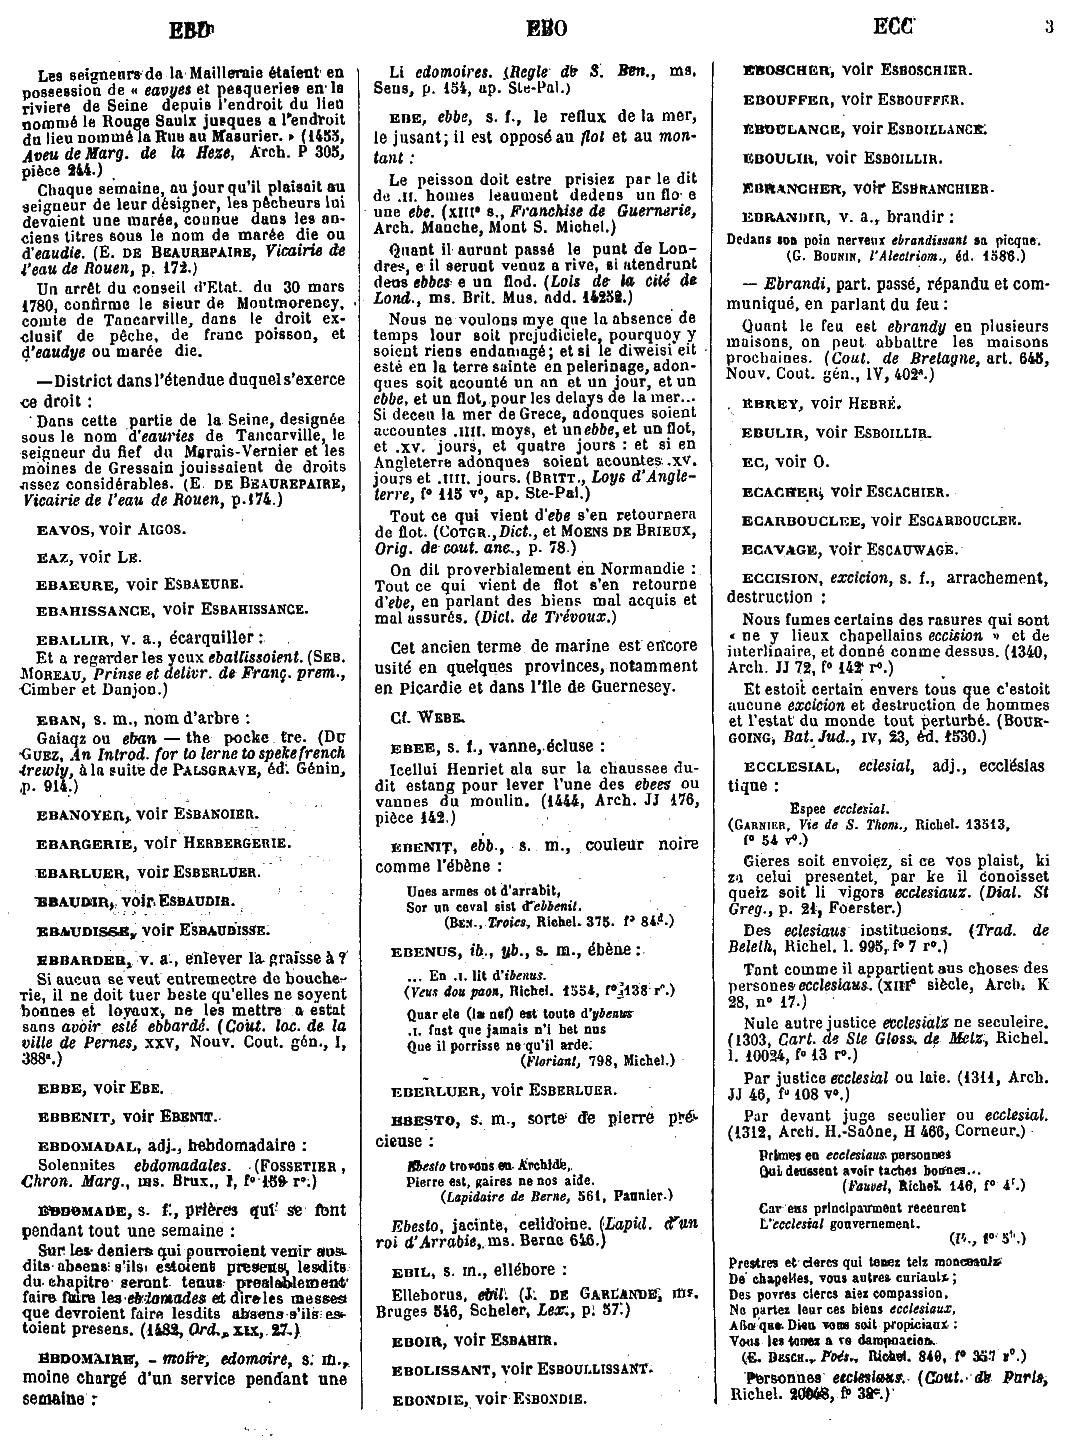 EBD
EBO
ECC
3
Les seigneurs de la Mailleraie étaient en
possession de « eavyes et pesqueries en la
riviere de Seine depuis l'endroit du lieu
nommé le Rouge Saulx jusques a l'endroit
du lieu nommé la Rue au Masurier. » (1453,
Aveu de Marg. de la Heze, Arch. P 305,
pièce 244.)
Chaque semaine, au jour qu'il plaisait au
seigneur de leur désigner, les pêcheurs lui
devaient une marée, connue dans les an-
ciens titres sous le nom de marée die ou
d'eaudie. (E. DE BEAUREPAIRE, Vicairie de
l'eau de Rouen, p. 172.)
Un arrêt du conseil d'Etat. du 30 mars
1780, confirme le sieur de Montmorency,
comte de Tancarville, dans le droit ex-
clusif de pêche, de franc poisson, et
d'eaudye ou marée die.
— District dans l'étendue duquel s'exerce
ce droit :
Dans cette partie de la Seine, designée
sous le nom d'eauries de Tancarville, le
seigneur du fief du Marais-Vernier et les
moines de Gressain jouissaient de droits
assez considérables. (E. DE BEAUREPAIRE,
Vicairie de l'eau de Rouen, p. 174.)
EAVOS, voir AIGOS.
EAZ, voir LE.
EBAEURE, voir ESBAEURE.
EBAHISSANCE, voir ESBAHISSANCE.
EBALLIR, v. a., écarquiller :
Et a regarder les yeux ebaillissoient. (SEB.
MOREAU, Prinse et delivr. de Franç. prem.,
Cimber et Danjou.)
EBAN, s. m., nom d'arbre :
Gaiaqz ou eban — the pocke tre. (DU
GUEZ, An Introd. for to lerne to speke french
trewly, à la suite de PALSGRAVE, éd. Génin,
p. 914.)
EBANOYER, voir ESBANOIER.
EBARGERIE, voir HERBERGERIE.
EBARLUER, voir ESBERLUER.
EBAUDIR, voir ESBAUDIR.
EBAUDISSE, voir ESBAUDISSE.
EBBARDER, v. a., enlever la graisse à ?
Si aucun se veut entremectre de bouche-
rie, il ne doit tuer beste qu'elles ne soyent
bonnes et loyaux, ne les mettre a estat
sans avoir esté ebbardé. (Cout. loc. de la
ville de Pernes, XXV, Nouv. Cout. gén., I,
388ª.)
EBBE, voir EBE.
EBBENIT, voir EBENIT.
EBDOMADAL, adj., hebdomadaire :
Solennites ebdomadales. (FOSSETIER,
Chron. Marg., ms. Brux., I, fº 159 rº.)
EBDOMADE, s. f., prières qui se font
pendant tout une semaine :
Sur les deniers qui pourroient venir aus-
dits absens s'ils estoient presens, lesdits
du chapitre seront tenus prealablement
faire faire les ebdomades et dire les messes
que devroient faire lesdits absens s'ils es-
toient presens. (1482, Ord., XIX, 27.)
EBDOMAIRE, - moire, edomoire, s. m.,
moine chargé d'un service pendant une
semaine :
Li edomoires. (Regle de S. Ben., ms.
Sens, p. 154, ap. Ste-Pal.)
EBE, ebbe, s. f., le reflux de la mer,
le jusant; il est opposé au flot et au mon-
tant :
Le peisson doit estre prisiez par le dit
de .II. homes leaument dedens un flo e
une ebe. (XIIIᵉ s., Franchise de Guernerie,
Arch. Manche, Mont S. Michel.)
Quant il aurunt passé le punt de Lon-
dres, e il serunt venuz a rive, si atendrunt
deus ebbes e un flod. (Lois de la cité de
Lond., ms. Brit. Mus. add. 14252.)
Nous ne voulons mye que la absence de
temps lour soit prejudiciele, pourquoy y
soient riens endamagé; et si le diweisi eit
esté en la terre sainte en pelerinage, adon-
ques soit acounté un an et un jour, et un
ebbe, et un flot, pour les delays de la mer...
Si deceu la mer de Grece, adonques soient
accountes .IIII. moys, et un ebbe, et un flot,
et .XV. jours, et quatre jours : et si en
Angleterre adonques soient acountes .XV.
jours et .IIII. jours. (BRITT., Loys d'Angle-
terre, fº 115 vº, ap. Ste-Pal.)
Tout ce qui vient d'ebe s'en retournera
de flot. (COTGR., Dict., et MOENS DE BRIEUX,
Orig. de cout. anc., p. 78.)
On dit proverbialement en Normandie :
Tout ce qui vient de flot s'en retourne
d'ebe, en parlant des biens mal acquis et
mal assurés. (Dict. de Trévoux.)
Cet ancien terme de marine est encore
usité en quelques provinces, notamment
en Picardie et dans l'île de Guernesey.
Cf. WEBE.
EBEE, s. f., vanne, écluse :
Icellui Henriet ala sur la chaussee du-
dit estang pour lever l'une des ebees ou
vannes du moulin. (1444, Arch. JJ 176,
pièce 142.)
EBENIT, ebb., s. m., couleur noire
comme l'ébène :
Unes armes ot d'arrabit,
Sor un ceval sist d'ebbenit.
(BEN., Troies, Richel. 375. fº 84ᵈ.)
EBENUS, ib., yb., s. m., ébène :
... En .I. lit d'ibenus.
(Veus dou paon, Richel. 1554, fº 138 rº.)
Quar ele (la nef) est toute d'ybenus
.I. fust que jamais n'i bet nus
Que il porrisse ne qu'il arde.
(Floriant, 798, Michel.)
EBERLUER, voir ESBERLUER.
EBESTO, s. m., sorte de pierre pré-
cieuse :
Ebesto trovons en Archide,
Pierre est, gaires ne nos aide.
(Lapidaire de Berne, 561, Pannier.)
Ebesto, jacinte, celidoine. (Lapid. d'un
roi d'Arrabie, ms. Berne 646.)
EBIL, s. m., ellébore :
Elleborus, ebil. (J. DE GARLANDE, ms.
Bruges 546, Scheler, Lex., p. 57.)
EBOIR, voir ESBAHIR.
EBOLISSANT, voir ESBOULLISSANT.
EBONDIE, voir ESBONDIE.
EBOSCHER, voir ESBOSCHIER.
EBOUFFER, voir ESBOUFFER.
EBOULANCE, voir ESBOILLANCE.
EBOULIR, voir ESBOILLIR.
EBRANCHER, voir ESBRANCHIER.
EBRANDIR, v. a., brandir :
Dedans son poin nerveux ebrandissant sa picque.
(G. BOUNIN, l'Alectriom., éd. 1586.)
— Ebrandi, part. passé, répandu et com-
muniqué, en parlant du feu :
Quant le feu est ebrandy en plusieurs
maisons, on peut abbattre les maisons
prochaines. (Cout. de Bretagne, art. 645,
Nouv. Cout. gén., IV, 402ª.)
EBREY, voir HEBRÉ.
EBULIR, voir ESBOILLIR.
EC, voir O.
ECACHER, voir ESCACHIER.
ECARBOUCLEE, voir ESCARBOUCLER.
ECAVAGE, voir ESCAUWAGE.
ECCISION, excicion, s. f., arrachement,
destruction :
Nous fumes certains des rasures qui sont
« ne y lieux chapellains eccision » et de
interlinaire, et donné conme dessus. (1340,
Arch. JJ 72, fº 142 rº.)
Et estoit certain envers tous que c'estoit
aucune excicion et destruction de hommes
et l'estat du monde tout perturbé. (BOUR-
GOING, Bat. Jud., IV, 23, éd. 1530.)
ECCLESIAL, eclesial, adj., ecclésias
tique :
Espee ecclesial.
(GARNIER, Vie de S. Thom., Richel. 13513,
fº 54 vº.)
Gieres soit envoiez, si ce vos plaist, ki
za celui presentet, par ke il conoisset
queiz soit li vigors ecclesiauz. (Dial. St
Greg., p. 21, Foerster.)
Des eclesiaus institucions. (Trad. de
Beleth, Richel. l. 995, fº 7 rº.)
Tant comme il appartient aus choses des
persones ecclesiaus. (XIIIᵉ siècle, Arch. K
28, nº 17.)
Nule autre justice ecclesialz ne seculeire.
(1303, Cart. de Ste Gloss. de Metz, Richel.
l. 10024, fº 13 rº.)
Par justice ecclesial ou laie. (1311, Arch.
JJ 46, fº 108 vº.)
Par devant juge seculier ou ecclesial.
(1312, Arch. H.-Saône, H 466, Corneur.)
Primes en ecclesiaus personnes
Qui deussent avoir taches bonnes...
(Fauvel, Richel. 146, fº 4ᶠ.)
Car ens principaument receurent
L'ecclesial gouvernement.
(Ib., fº 5ᵇ.)
Prestres et clercs qui tenez telz monceaulx
De chapelles, vous autres curiaulx;
Des povres clercs aiez compassion,
Ne partez leur ces biens ecclesiaux,
Afin que Dieu vous soit propiciaux :
Vous les tenez a vo dampnacion.
(E. DESCH., Poés., Richel. 840, fº 357 rº.)
Personnes ecclesiaus. (Cout. de Paris,
Richel. fº 38ᶜ.)